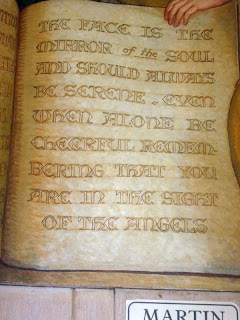 THE FACE IS THE
MIRROR of the SOUL
AND SHOULD ALWAYS
BE SERENE . EVEN
WHEN ALONE BE
CHEERFUL REMEM-
BERING THAT YOU
ARE IN THE SIGHT
OF THE ANGELS
MARTIN